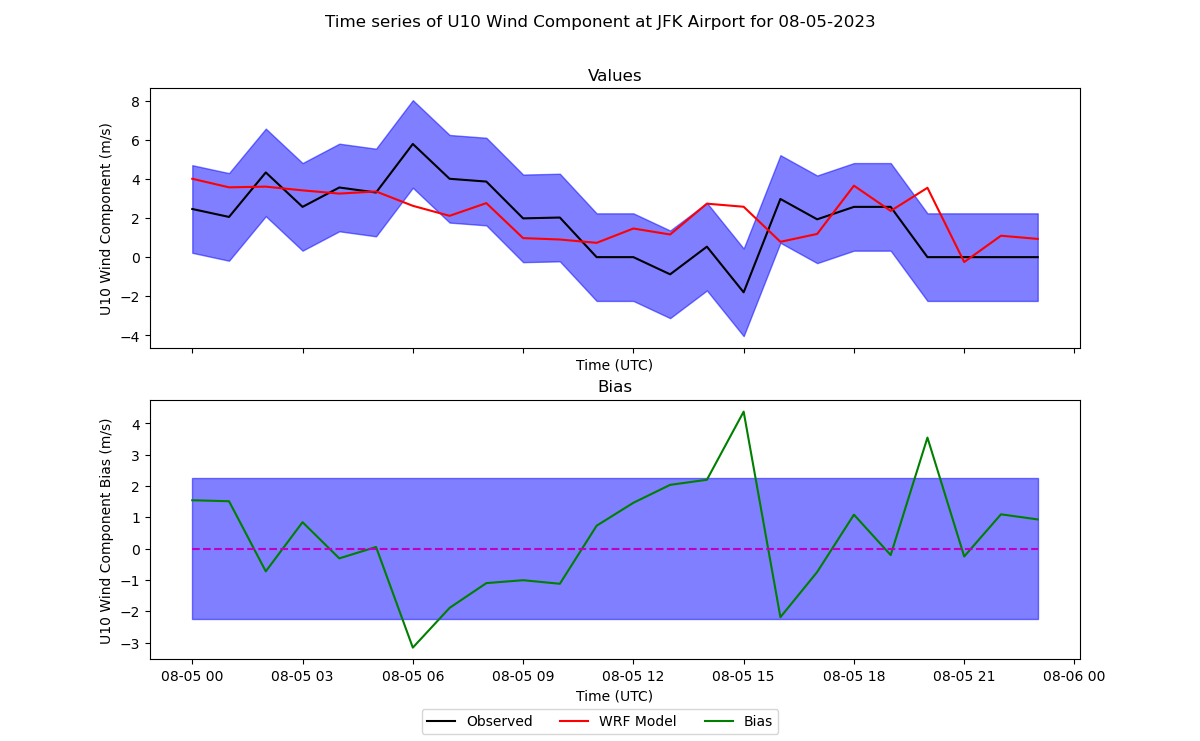 Time series of U10 Wind Component at JFK Airport for 08-05-2023
Values
U10 Wind Component (m/s)
8
6
4
2
0
−2
−4
Time (UTC)
Bias
U10 Wind Component Bias (m/s)
4
3
2
1
0
−1
−2
−3
08-05 00 08-05 03 08-05 06 08-05 09 08-05 12 08-05 15 08-05 18 08-05 21 08-06 00
Time (UTC)
Observed WRF Model Bias